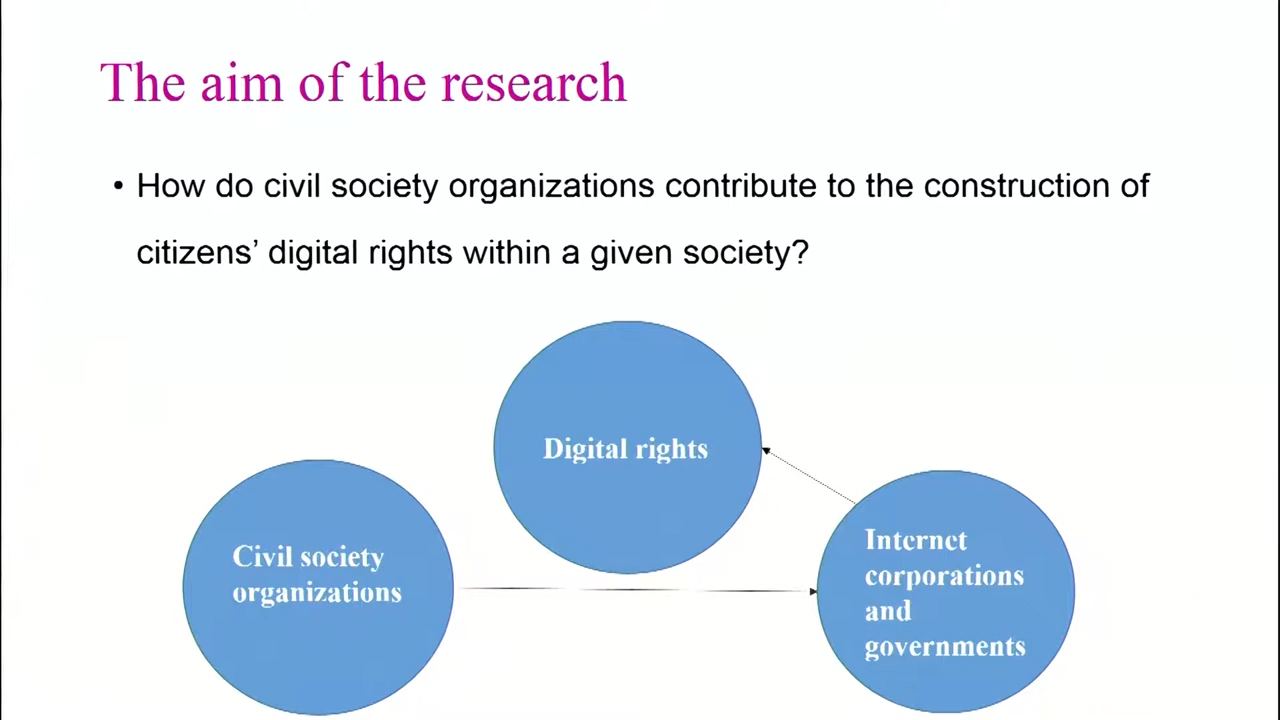 The aim of the research
• How do civil society organizations contribute to the construction of
citizens’ digital rights within a given society?
Digital rights
Civil society
organizations
Internet
corporations
and
governments